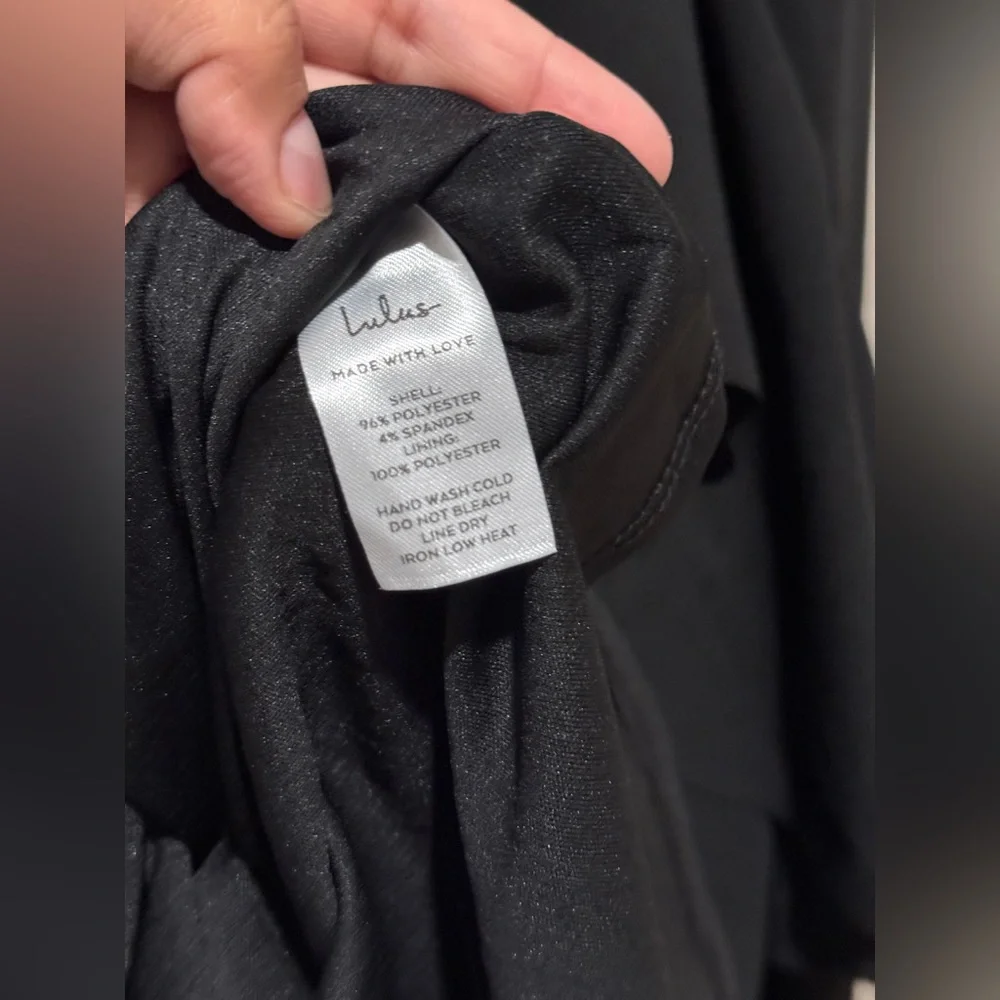 Lulus
MADE WITH LOVE
SHELL:
96% POLYESTER
4% SPANDEX
LINING:
100% POLYESTER
HAND WASH COLD
DO NOT BLEACH
LINE DRY
IRON LOW HEAT